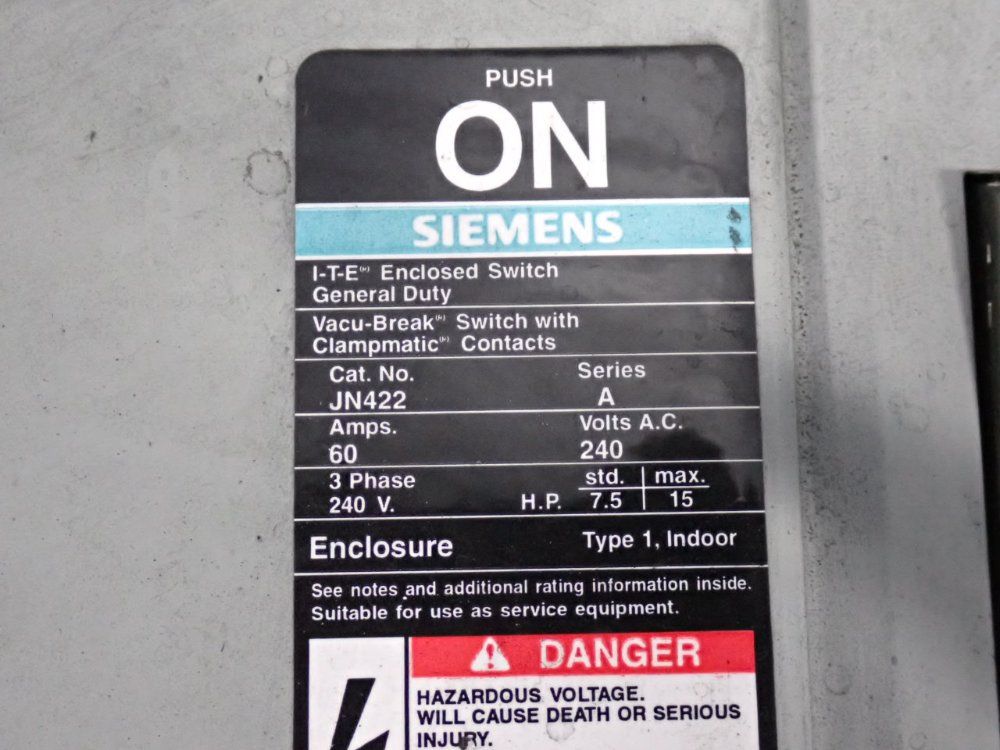 PUSH
ON
SIEMENS
I-T-E® Enclosed Switch
General Duty
Vacu-Break® Switch with
Clampmatic® Contacts
Cat. No. Series
JN422 A
Amps. Volts A.C.
60 240
3 Phase std. max.
240 V. H.P. 7.5 15
Enclosure Type 1, Indoor
See notes and additional rating information inside.
Suitable for use as service equipment.
DANGER
HAZARDOUS VOLTAGE.
WILL CAUSE DEATH OR SERIOUS
INJURY.